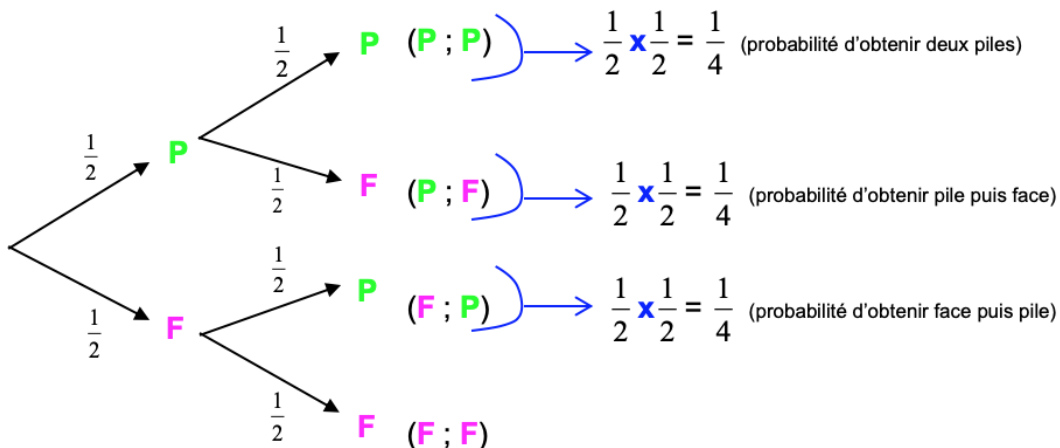 1/2 P (P ; P) 1/2 x 1/2 = 1/4 (probabilité d'obtenir deux piles)
1/2 P
1/2 F (P ; F) 1/2 x 1/2 = 1/4 (probabilité d'obtenir pile puis face)
1/2 P (F ; P) 1/2 x 1/2 = 1/4 (probabilité d'obtenir face puis pile)
1/2 F
1/2 F (F ; F)